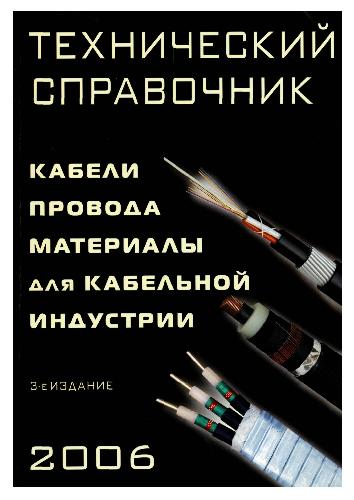 ТЕХНИЧЕСКИЙ
СПРАВОЧНИК
КАБЕЛИ
ПРОВОДА
МАТЕРИАЛЫ
для КАБЕЛЬНОЙ
ИНДУСТРИИ
3-е ИЗДАНИЕ
2006